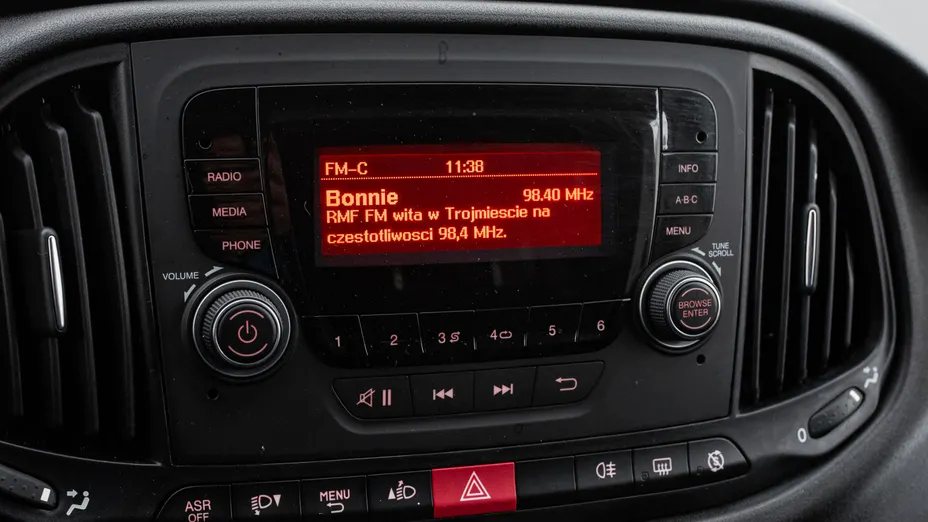 FM-C 11:38
Bonnie 98.40 MHz
RMF FM wita w Trojmiescie na
czestotliwosci 98,4 MHz.
RADIO
MEDIA
PHONE
INFO
A·B·C
MENU
VOLUME
TUNE
SCROLL
BROWSE
ENTER
1 2 3 4 5 6
0
ASR
OFF
MENU